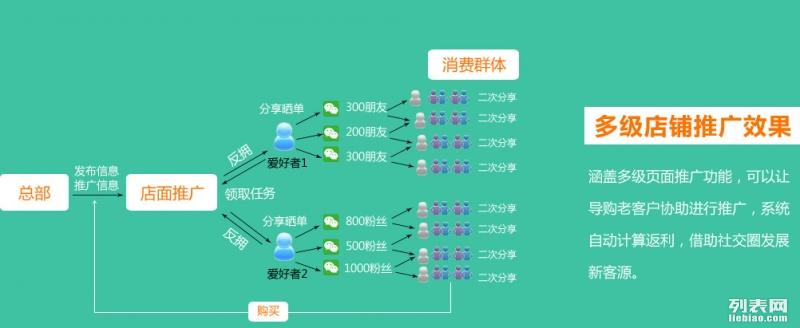 消费群体
分享晒单
300朋友
二次分享
二次分享
200朋友
二次分享
300朋友
二次分享
反拥
爱好者1
多级店铺推广效果
发布信息
推广信息
总部
店面推广
领取任务
涵盖多级页面推广功能，可以让
导购老客户协助进行推广，系统
自动计算返利，借助社交圈发展
新客源。
分享晒单
800粉丝
二次分享
二次分享
500粉丝
二次分享
1000粉丝
二次分享
反拥
爱好者2
购买
列表网
liebiao.com